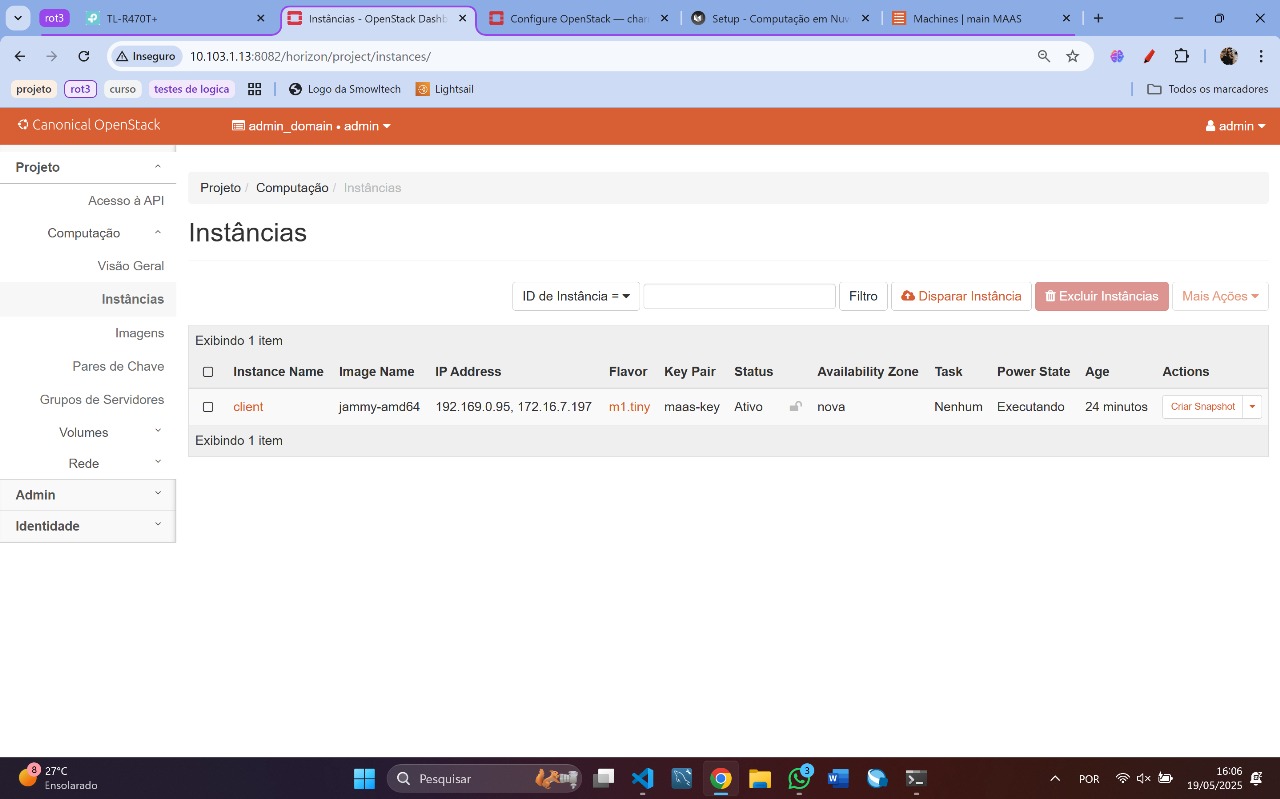 rot3
TL-R470T+
Instâncias - OpenStack Dashb
Configure OpenStack — chan
Setup - Computação em Nuv
Machines | main MAAS
Inseguro
10.103.1.13:8082/horizon/project/instances/
projeto
rot3
curso
testes de logica
Logo da Smowltech
Lightsail
Todos os marcadores
Canonical OpenStack
admin_domain • admin
admin
Projeto
Acesso à API
Computação
Visão Geral
Instâncias
Imagens
Pares de Chave
Grupos de Servidores
Volumes
Rede
Admin
Identidade
Projeto / Computação / Instâncias
Instâncias
ID de Instância =
Filtro
Disparar Instância
Excluir Instâncias
Mais Ações
Exibindo 1 item
Instance Name Image Name IP Address Flavor Key Pair Status Availability Zone Task Power State Age Actions
client jammy-amd64 192.169.0.95, 172.16.7.197 m1.tiny maas-key Ativo nova Nenhum Executando 24 minutos Criar Snapshot
Exibindo 1 item
8
27°C
Ensolarado
Pesquisar
3
POR
16:06
19/05/2025